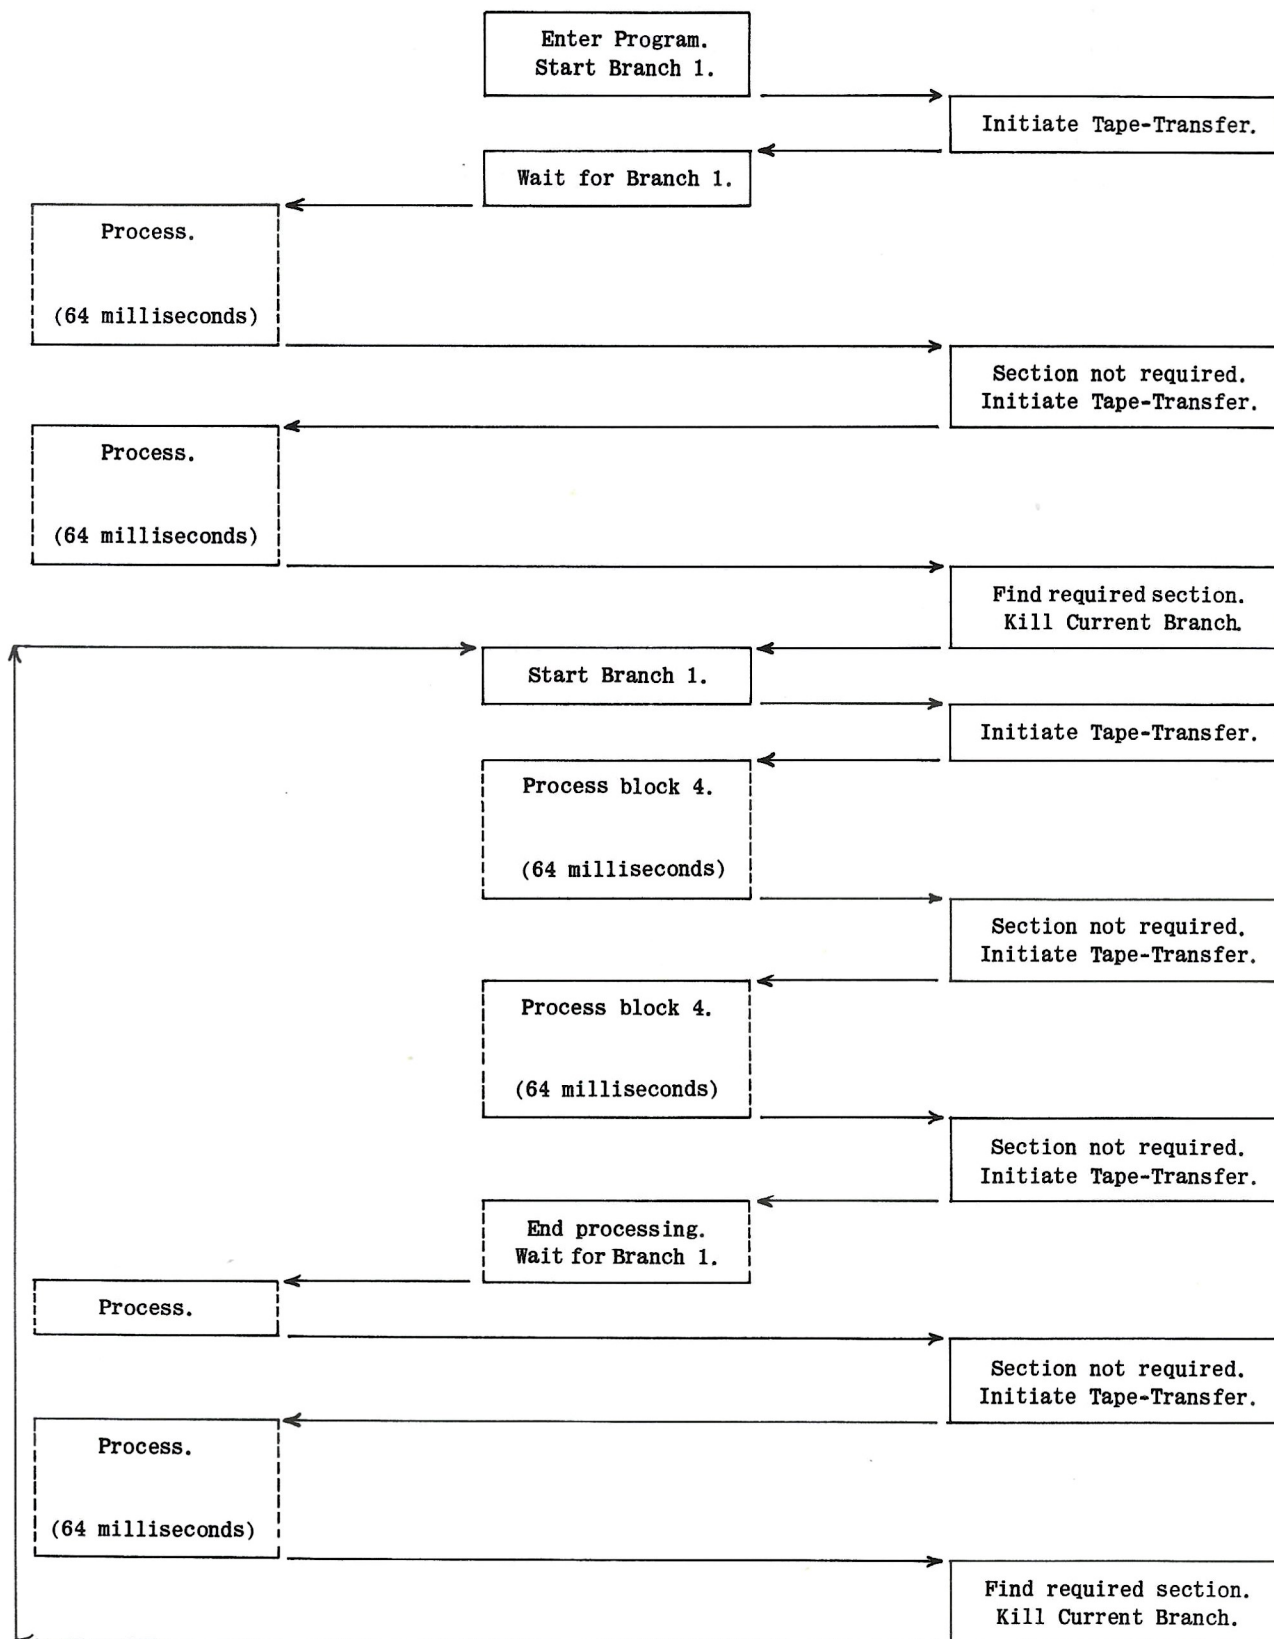 Enter Program.
Start Branch 1.
Initiate Tape-Transfer.
Wait for Branch 1.
Process.
(64 milliseconds)
Section not required.
Initiate Tape-Transfer.
Process.
(64 milliseconds)
Find required section.
Kill Current Branch.
Start Branch 1.
Initiate Tape-Transfer.
Process block 4.
(64 milliseconds)
Section not required.
Initiate Tape-Transfer.
Process block 4.
(64 milliseconds)
Section not required.
Initiate Tape-Transfer.
End processing.
Wait for Branch 1.
Process.
Section not required.
Initiate Tape-Transfer.
Process.
(64 milliseconds)
Find required section.
Kill Current Branch.